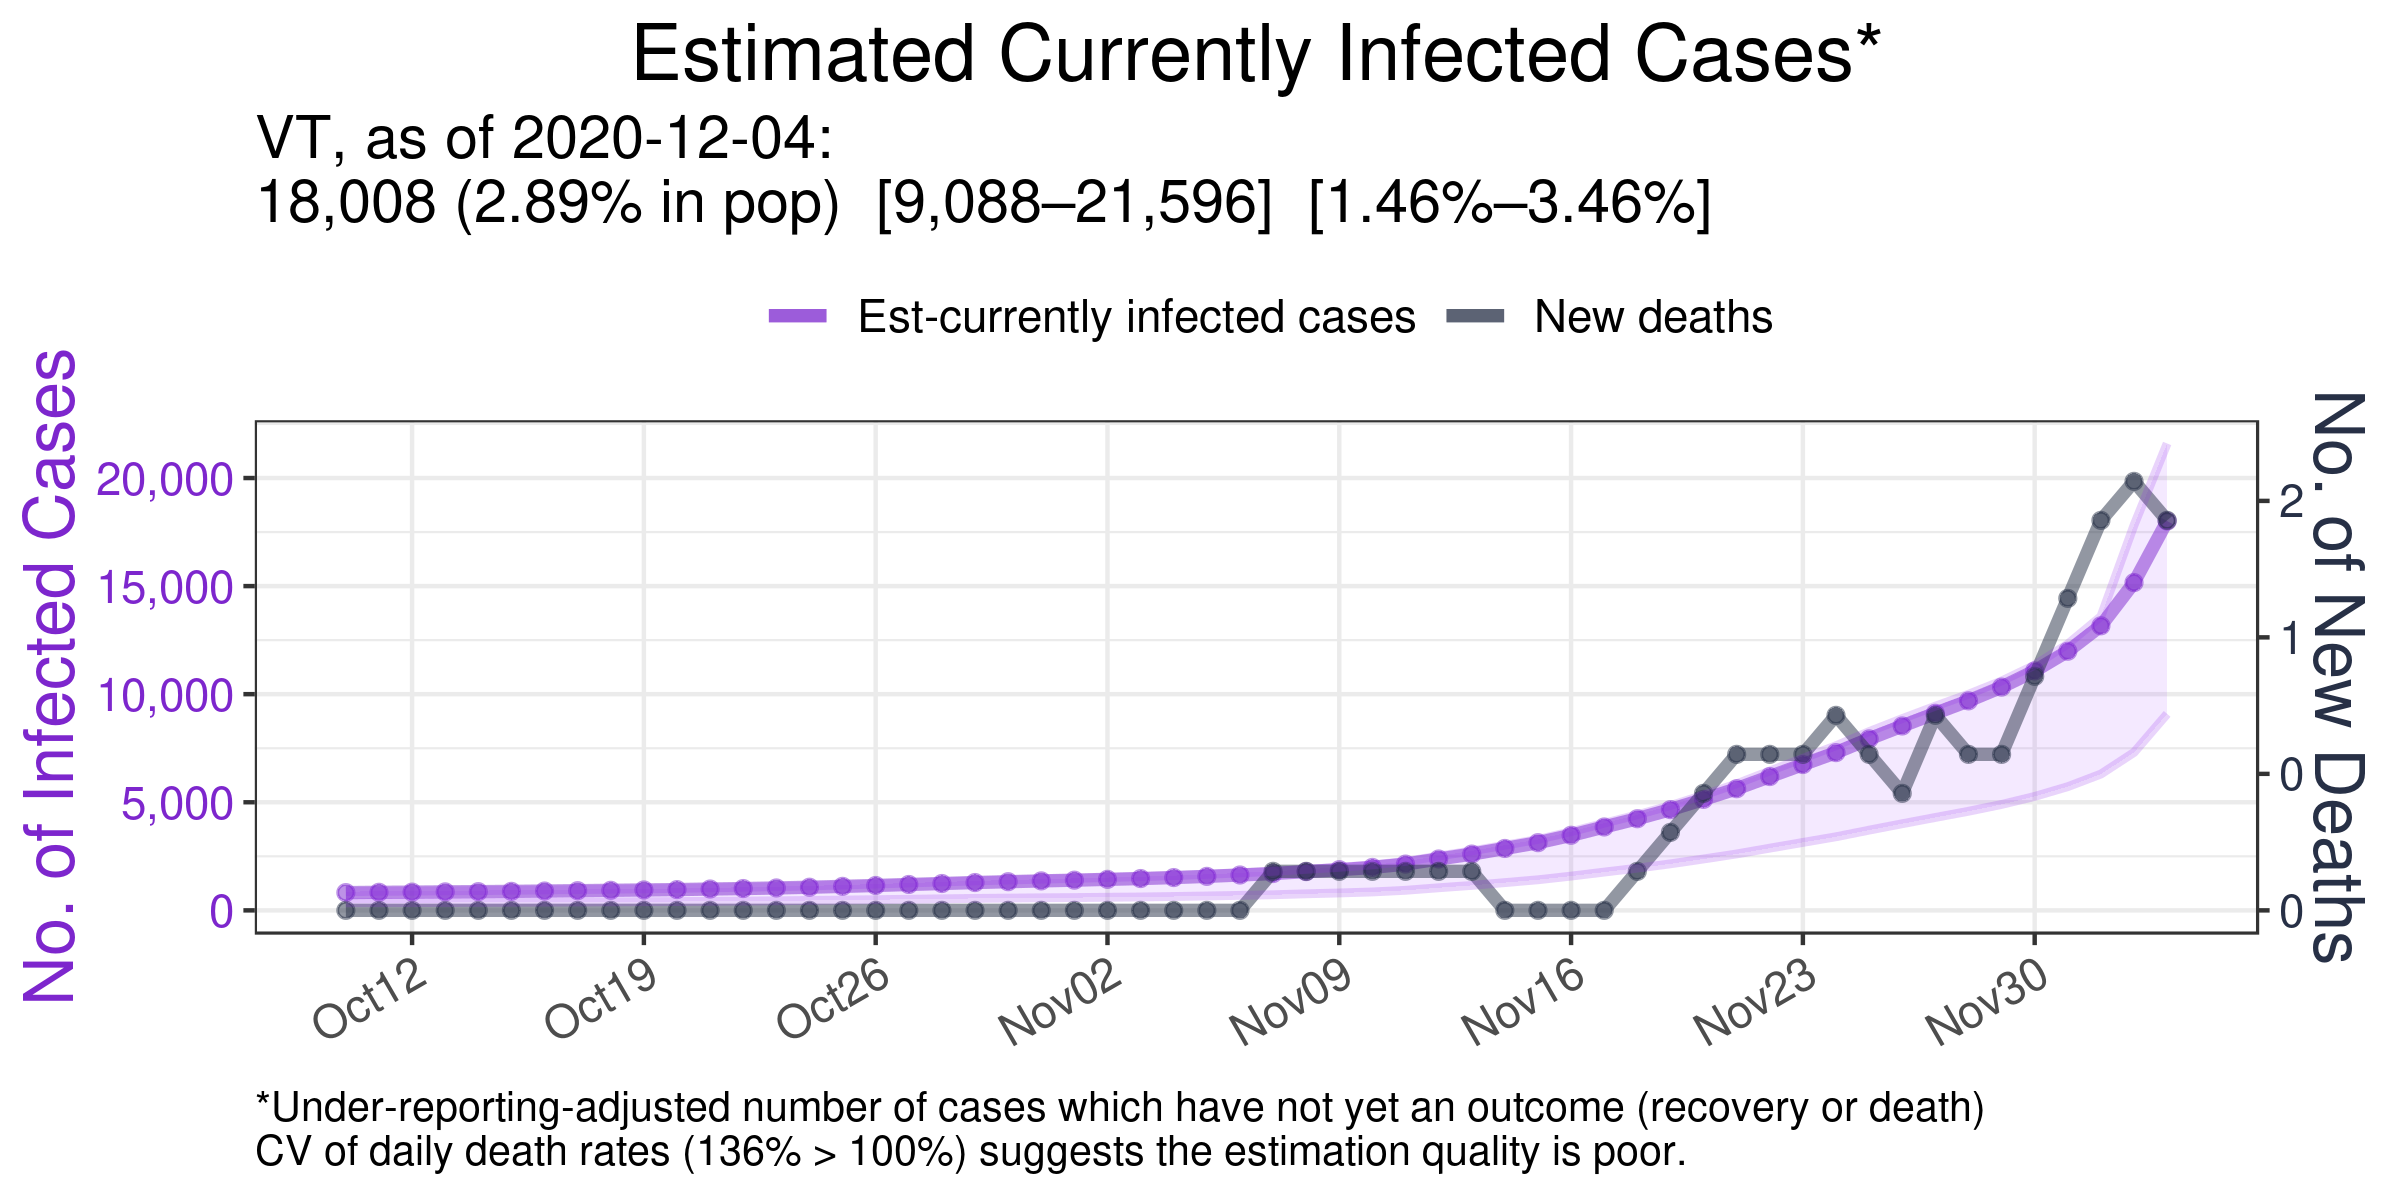 Estimated Currently Infected Cases*
VT, as of 2020-12-04:
18,008 (2.89% in pop)  [9,088–21,596]  [1.46%–3.46%]
Est-currently infected cases
New deaths
No. of Infected Cases
20,000
15,000
10,000
5,000
0
2
1
0
0
No. of New Deaths
Oct12
Oct19
Oct26
Nov02
Nov09
Nov16
Nov23
Nov30
*Under-reporting-adjusted number of cases which have not yet an outcome (recovery or death)
CV of daily death rates (136% > 100%) suggests the estimation quality is poor.